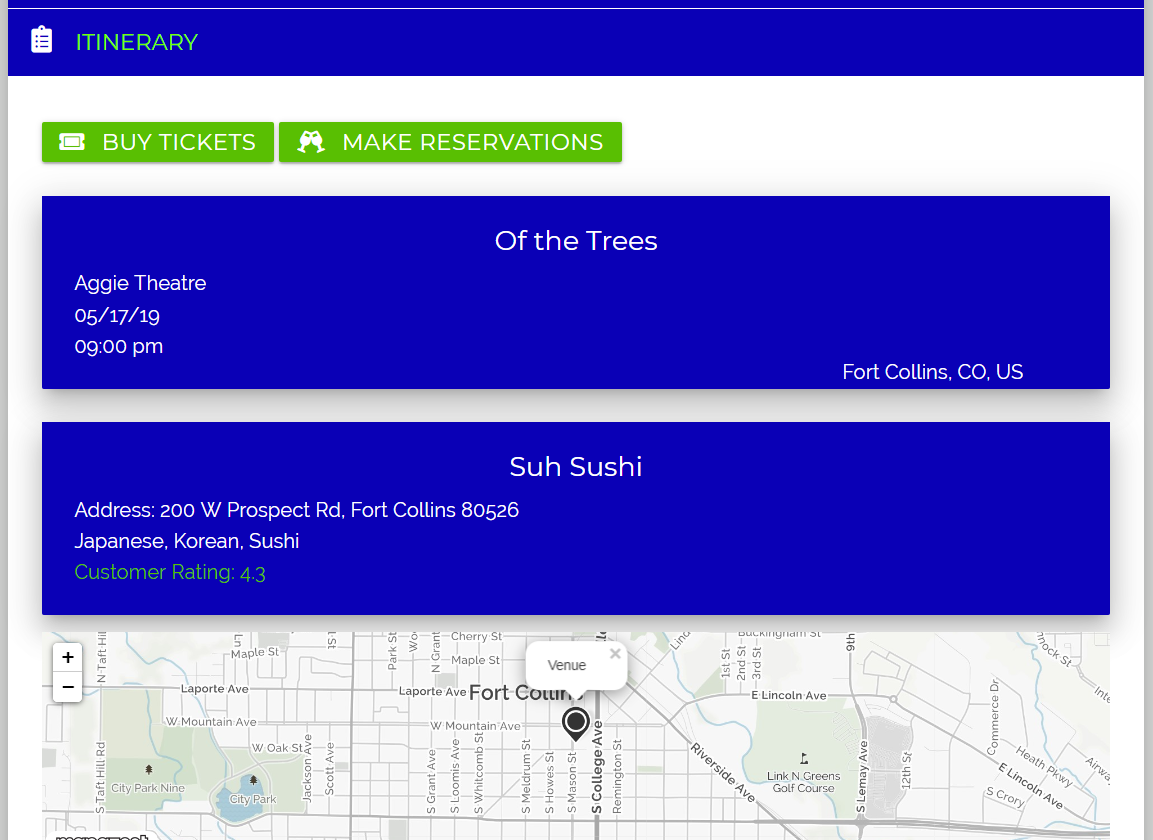 ITINERARY
BUY TICKETS
MAKE RESERVATIONS
Of the Trees
Aggie Theatre
05/17/19
09:00 pm
Fort Collins, CO, US
Suh Sushi
Address: 200 W Prospect Rd, Fort Collins 80526
Japanese, Korean, Sushi
Customer Rating: 4.3
+
−
Venue
×
N Taft Hill
Maple St
Park St
N Grant
Cherry St
Maple St
Buckingham St
1st St
2nd St
3rd St
9th
Laporte Ave
Laporte Ave
Fort Collins
E Lincoln Ave
W Mountain Ave
W Mountain Ave
W Oak St
Jackson Ave
Scott Ave
S Taft Hill Rd
City Park Nine
City Park
S Grant Ave
S Loomis Ave
S Whitcomb St
S Meldrum St
S Howes St
S Mason St
S College Ave
Remington St
Riverside Ave
Link N Greens
Golf Course
S Lemay Ave
12th St
Commerce Dr
Heath Pkwy
E Lincoln Ave
S Crory